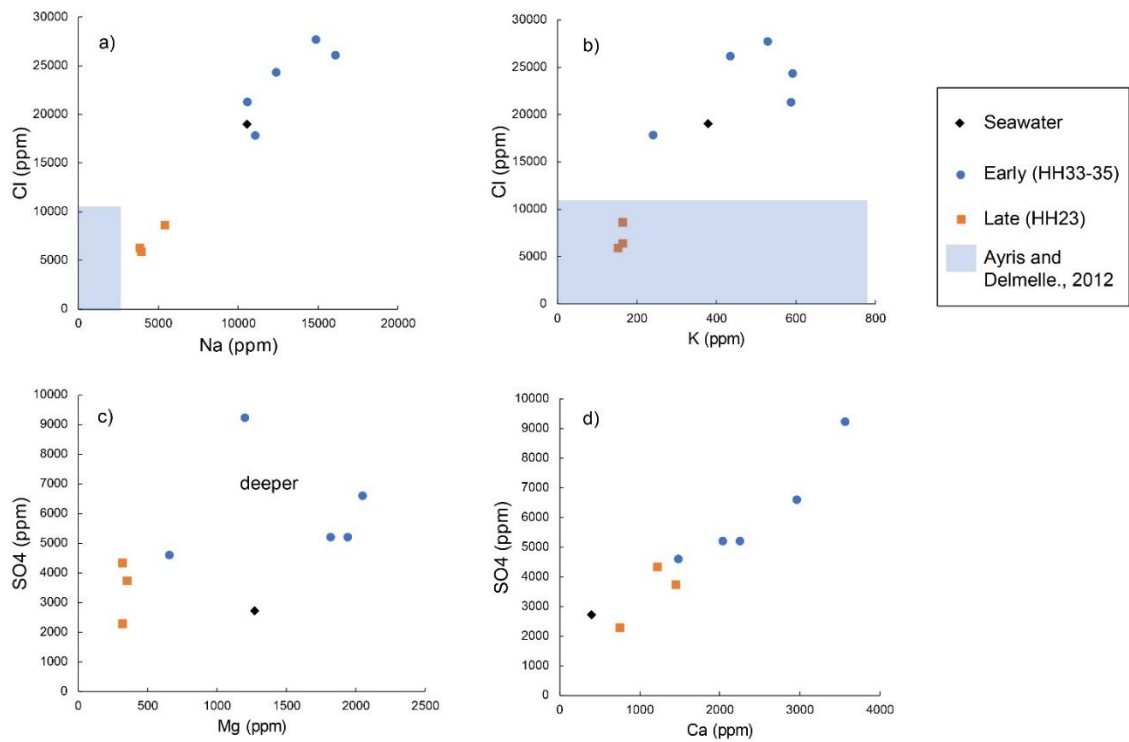 a)
30000
25000
20000
15000
10000
5000
0
Cl (ppm)
0 5000 10000 15000 20000
Na (ppm)
b)
30000
25000
20000
15000
10000
5000
0
Cl (ppm)
0 200 400 600 800
K (ppm)
Seawater
Early (HH33-35)
Late (HH23)
Ayris and
Delmelle., 2012
c)
10000
9000
8000
7000
6000
5000
4000
3000
2000
1000
0
SO4 (ppm)
deeper
0 500 1000 1500 2000 2500
Mg (ppm)
d)
10000
9000
8000
7000
6000
5000
4000
3000
2000
1000
0
SO4 (ppm)
0 1000 2000 3000 4000
Ca (ppm)